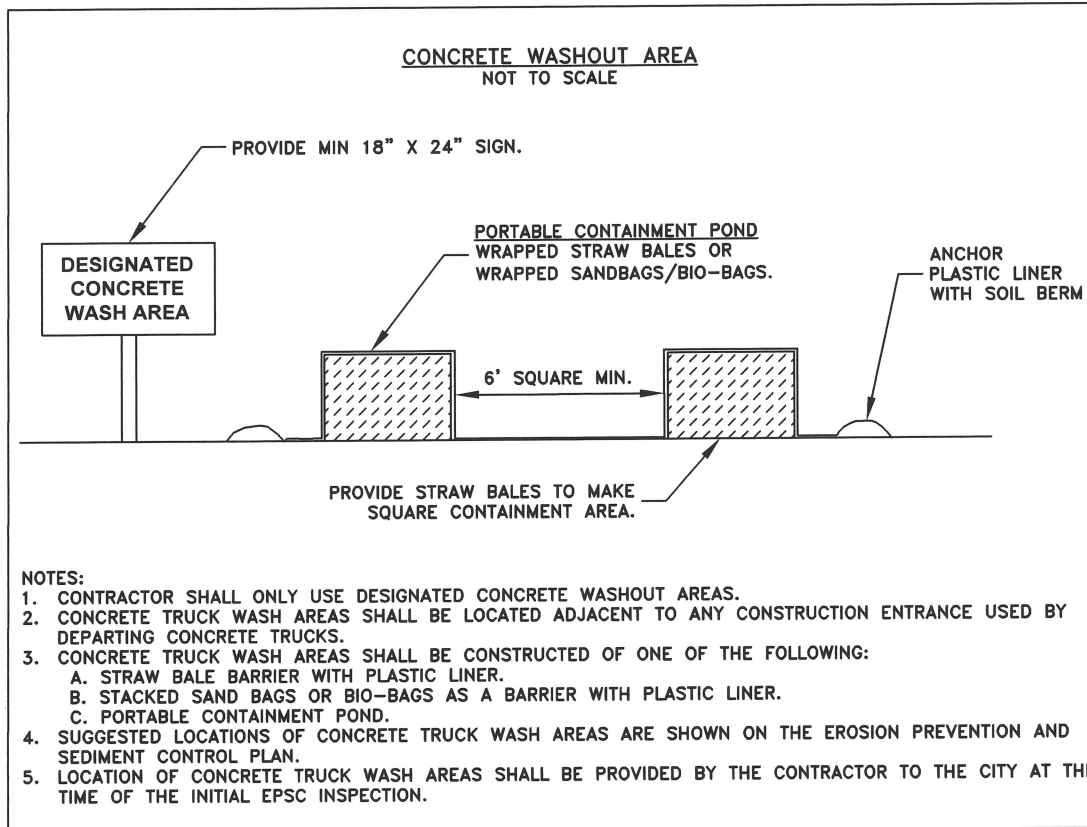 CONCRETE WASHOUT AREA
NOT TO SCALE
PROVIDE MIN 18" X 24" SIGN.
DESIGNATED
CONCRETE
WASH AREA
PORTABLE CONTAINMENT POND
WRAPPED STRAW BALES OR
WRAPPED SANDBAGS/BIO-BAGS.
ANCHOR
PLASTIC LINER
WITH SOIL BERM
6' SQUARE MIN.
PROVIDE STRAW BALES TO MAKE
SQUARE CONTAINMENT AREA.
NOTES:
1. CONTRACTOR SHALL ONLY USE DESIGNATED CONCRETE WASHOUT AREAS.
2. CONCRETE TRUCK WASH AREAS SHALL BE LOCATED ADJACENT TO ANY CONSTRUCTION ENTRANCE USED BY
DEPARTING CONCRETE TRUCKS.
3. CONCRETE TRUCK WASH AREAS SHALL BE CONSTRUCTED OF ONE OF THE FOLLOWING:
A. STRAW BALE BARRIER WITH PLASTIC LINER.
B. STACKED SAND BAGS OR BIO-BAGS AS A BARRIER WITH PLASTIC LINER.
C. PORTABLE CONTAINMENT POND.
4. SUGGESTED LOCATIONS OF CONCRETE TRUCK WASH AREAS ARE SHOWN ON THE EROSION PREVENTION AND
SEDIMENT CONTROL PLAN.
5. LOCATION OF CONCRETE TRUCK WASH AREAS SHALL BE PROVIDED BY THE CONTRACTOR TO THE CITY AT THE
TIME OF THE INITIAL EPSC INSPECTION.